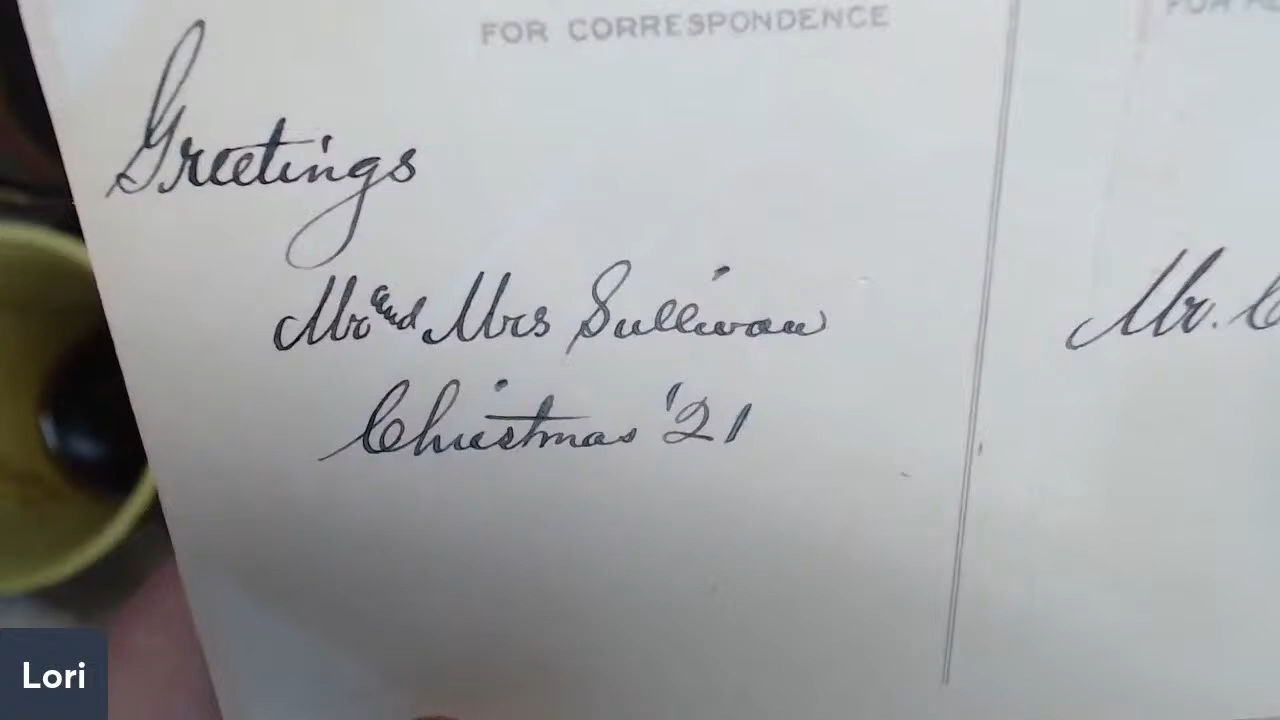 FOR CORRESPONDENCE
Greetings
Mr and Mrs Sullivan
Mr.
Christmas '21
Lori